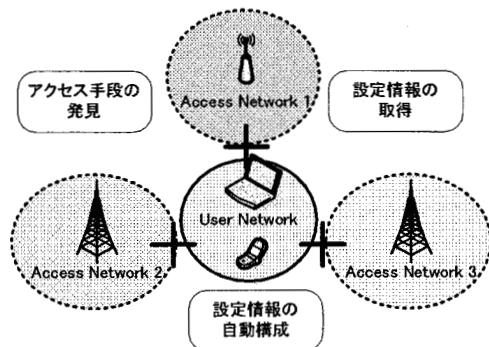 アクセス手段の
発見
Access Network 1
設定情報の
取得
User Network
Access Network 2
Access Network 3
設定情報の
自動構成